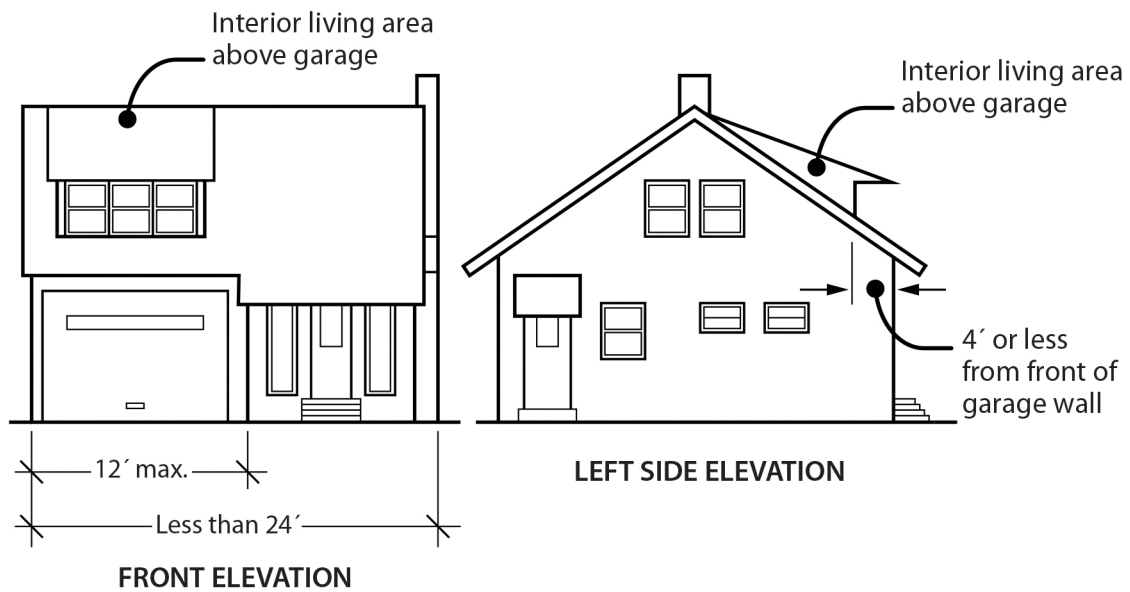 Interior living area
above garage
Interior living area
above garage
4´ or less
from front of
garage wall
12´ max.
LEFT SIDE ELEVATION
Less than 24´
FRONT ELEVATION